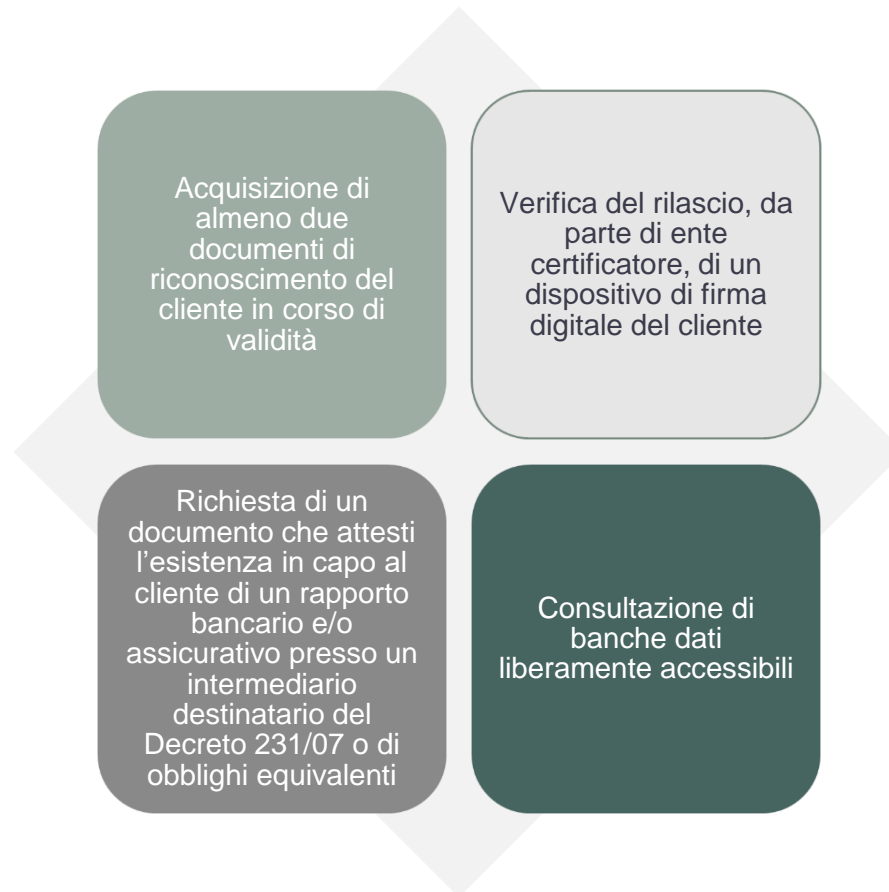 Acquisizione di
almeno due
documenti di
riconoscimento del
cliente in corso di
validità
Verifica del rilascio, da
parte di ente
certificatore, di un
dispositivo di firma
digitale del cliente
Richiesta di un
documento che attesti
l’esistenza in capo al
cliente di un rapporto
bancario e/o
assicurativo presso un
intermediario
destinatario del
Decreto 231/07 o di
obblighi equivalenti
Consultazione di
banche dati
liberamente accessibili